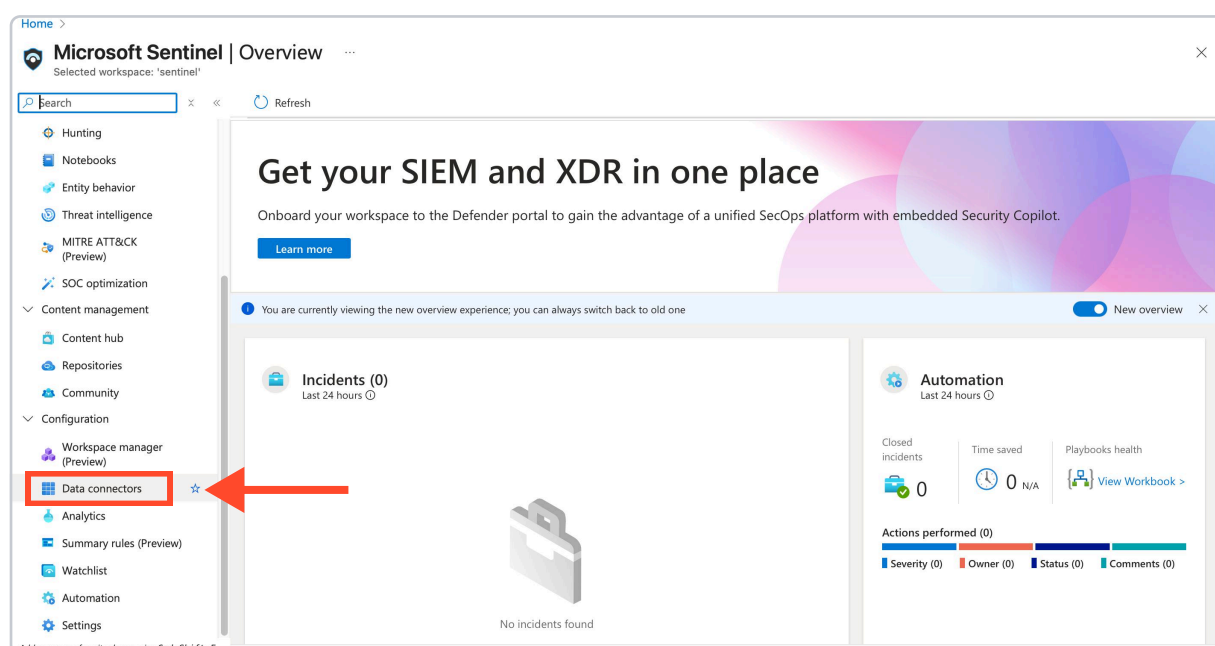 Home >
Microsoft Sentinel | Overview ...
Selected workspace: 'sentinel'
Search
Refresh
Hunting
Notebooks
Entity behavior
Threat intelligence
MITRE ATT&CK
(Preview)
SOC optimization
Content management
Content hub
Repositories
Community
Configuration
Workspace manager
(Preview)
Data connectors
Analytics
Summary rules (Preview)
Watchlist
Automation
Settings
Get your SIEM and XDR in one place
Onboard your workspace to the Defender portal to gain the advantage of a unified SecOps platform with embedded Security Copilot.
Learn more
You are currently viewing the new overview experience; you can always switch back to old one
New overview
Incidents (0)
Last 24 hours
No incidents found
Automation
Last 24 hours
Closed
incidents
0
Time saved
0 N/A
Playbooks health
View Workbook >
Actions performed (0)
Severity (0) Owner (0) Status (0) Comments (0)